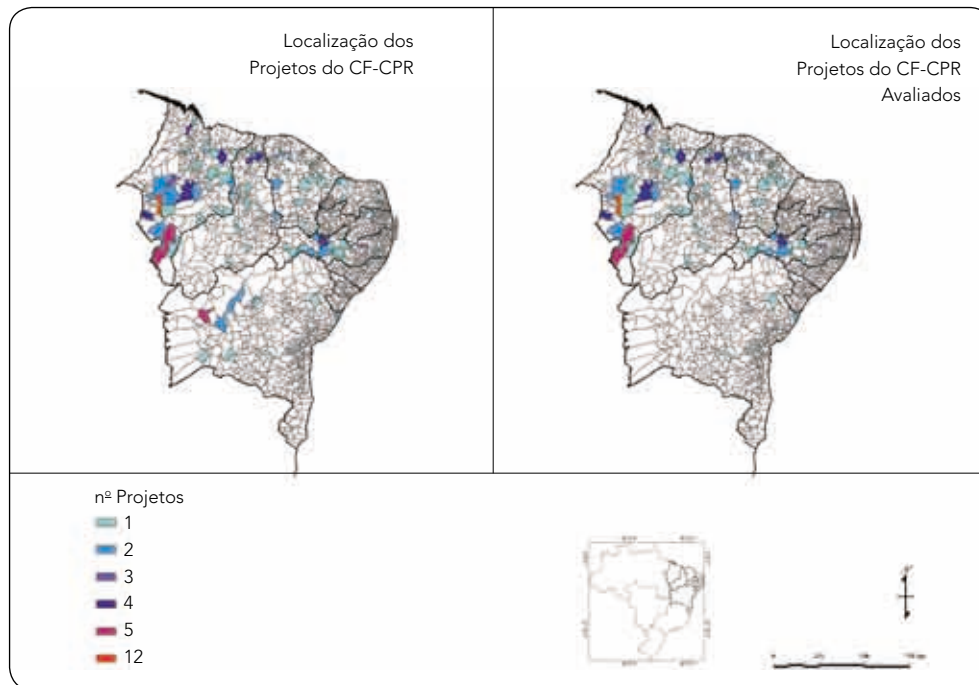 Localização dos
Projetos do CF-CPR
Localização dos
Projetos do CF-CPR
Avaliados
nº Projetos
1
2
3
4
5
12